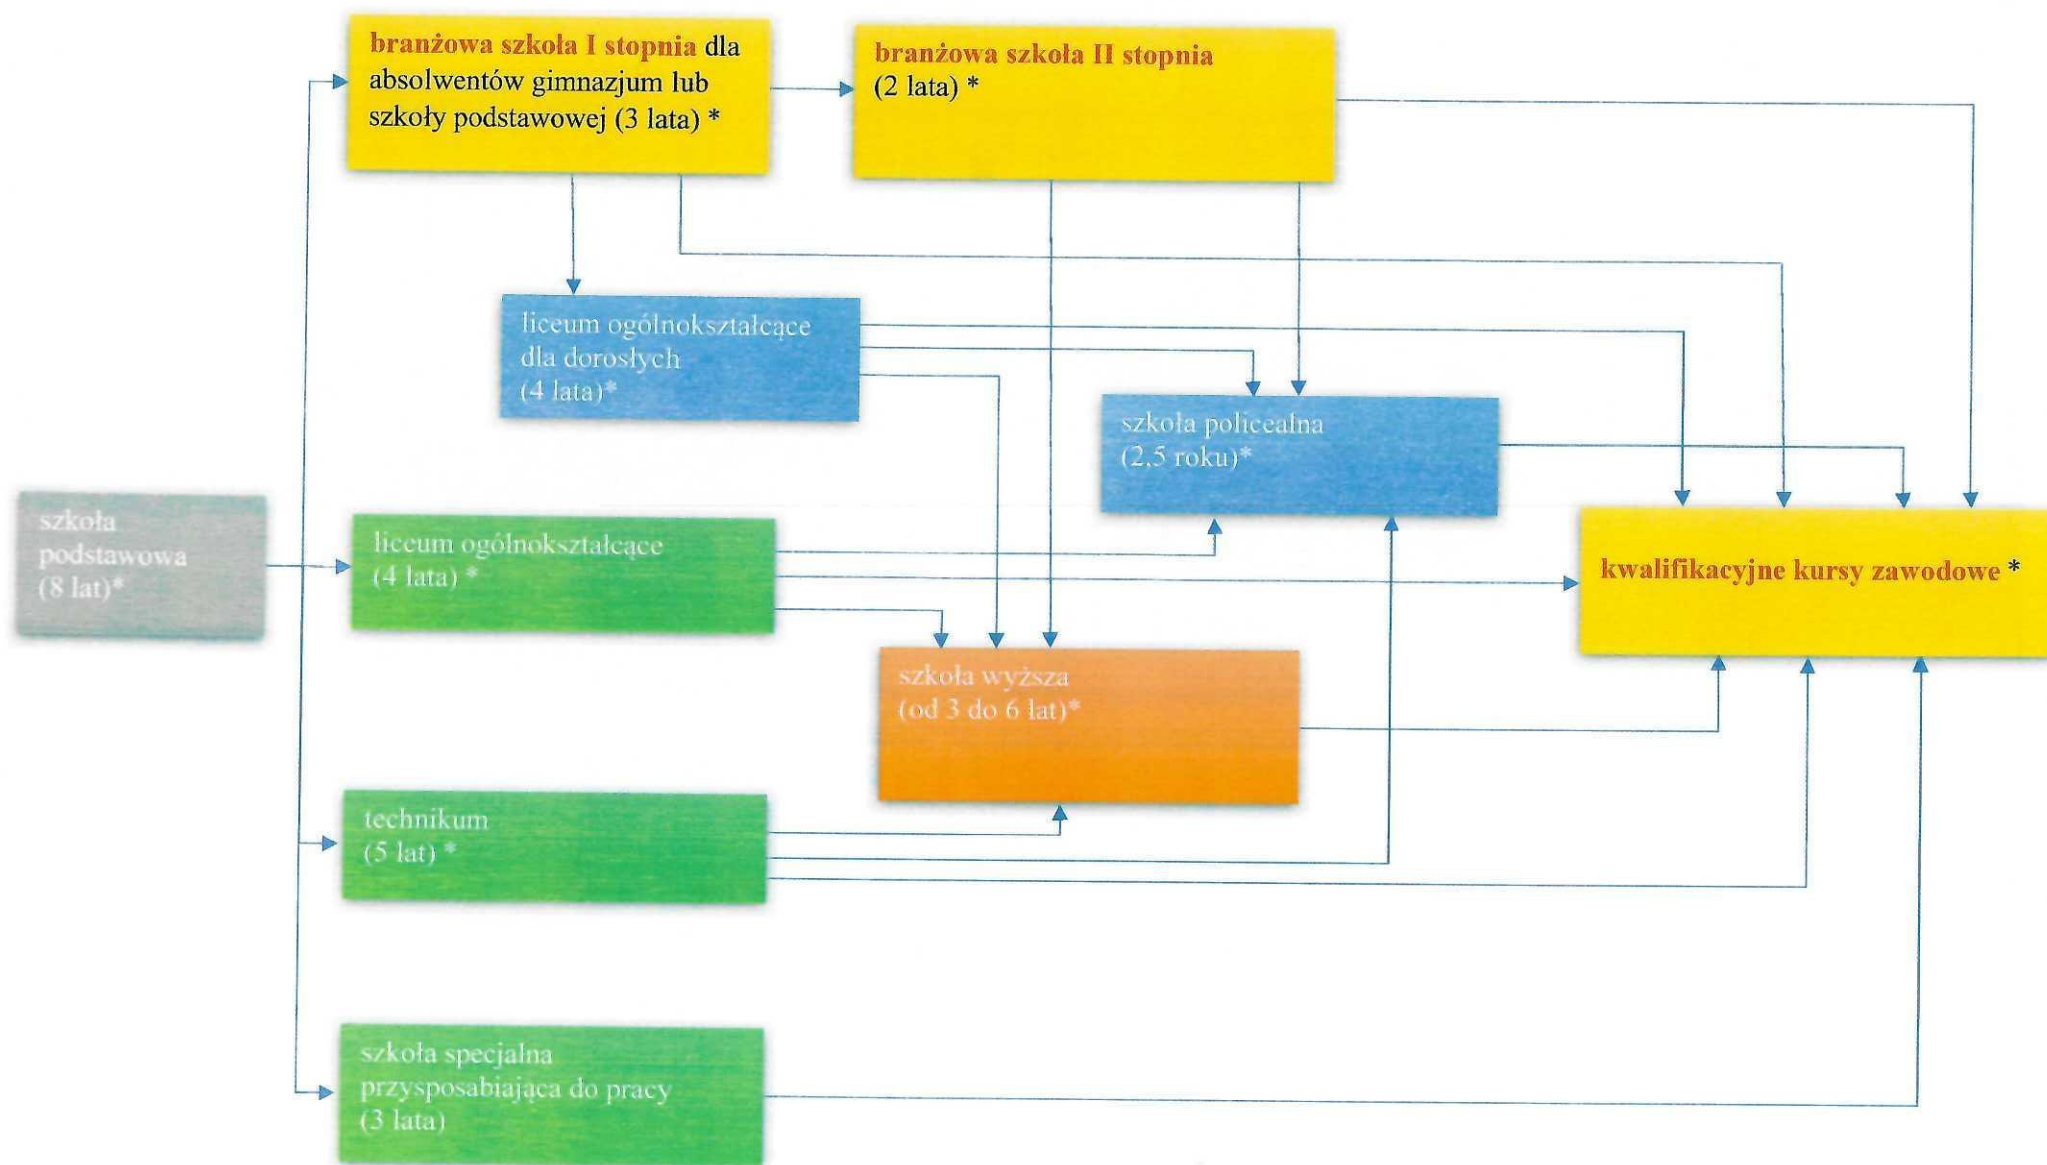 branżowa szkoła I stopnia dla
absolwentów gimnazjum lub
szkoły podstawowej (3 lata) *
branżowa szkoła II stopnia
(2 lata) *
liceum ogólnokształcące
dla dorosłych
(4 lata)*
szkoła policealna
(2,5 roku)*
szkoła
podstawowa
(8 lat)*
liceum ogólnokształcące
(4 lata) *
kwalifikacyjne kursy zawodowe *
szkoła wyższa
(od 3 do 6 lat)*
technikum
(5 lat) *
szkoła specjalna
przysposabiająca do pracy
(3 lata)